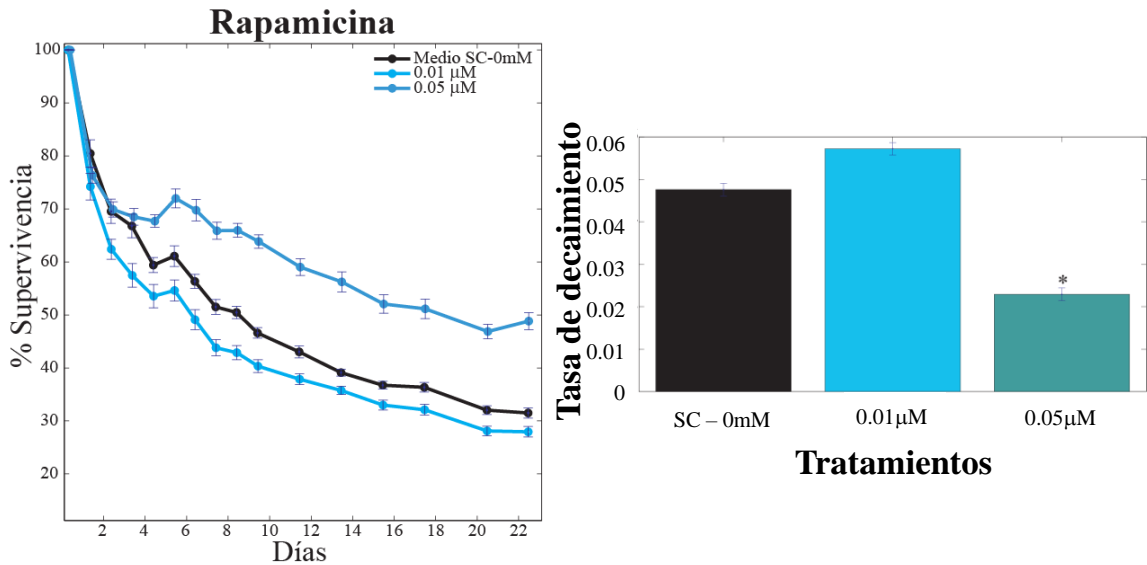 Rapamicina
% Supervivencia
100
90
80
70
60
50
40
30
20
Medio SC-0mM
0.01 µM
0.05 µM
2 4 6 8 10 12 14 16 18 20 22
Días
Tasa de decaimiento
0.06
0.05
0.04
0.03
0.02
0.01
0
*
SC – 0mM 0.01µM 0.05µM
Tratamientos